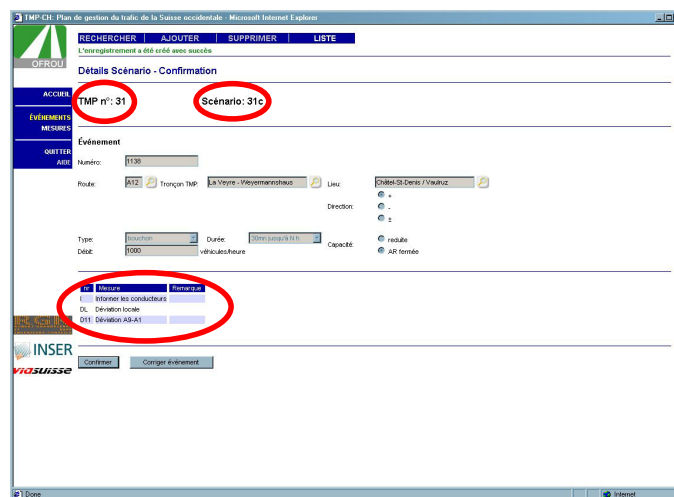 TMP-CH: Plan de gestion du trafic de la Suisse occidentale - Microsoft Internet Explorer
RECHERCHER | AJOUTER | SUPPRIMER | LISTE
L'enregistrement a été créé avec succès
OFROU
Détails Scénario - Confirmation
ACCUEIL
TMP n°: 31 Scénario: 31c
ÉVÉNEMENTS
MESURES
QUITTER
AIDE
Événement
Numéro: 1138
Route: A12 Tronçon TMP: La Veyre - Weyermannshaus Lieu: Châtel-St-Denis / Vaulruz
Direction: +
-
±
Type: bouchon Durée: 30mn jusqu'à N h Capacité: reduite
Débit: 1000 véhicules/heure AR fermée
nr Mesure Remarque
I Informer les conducteurs
DL Déviation locale
D11 Déviation A9-A1
INSER
viasuisse
Confirmer Corriger événement
Done Internet